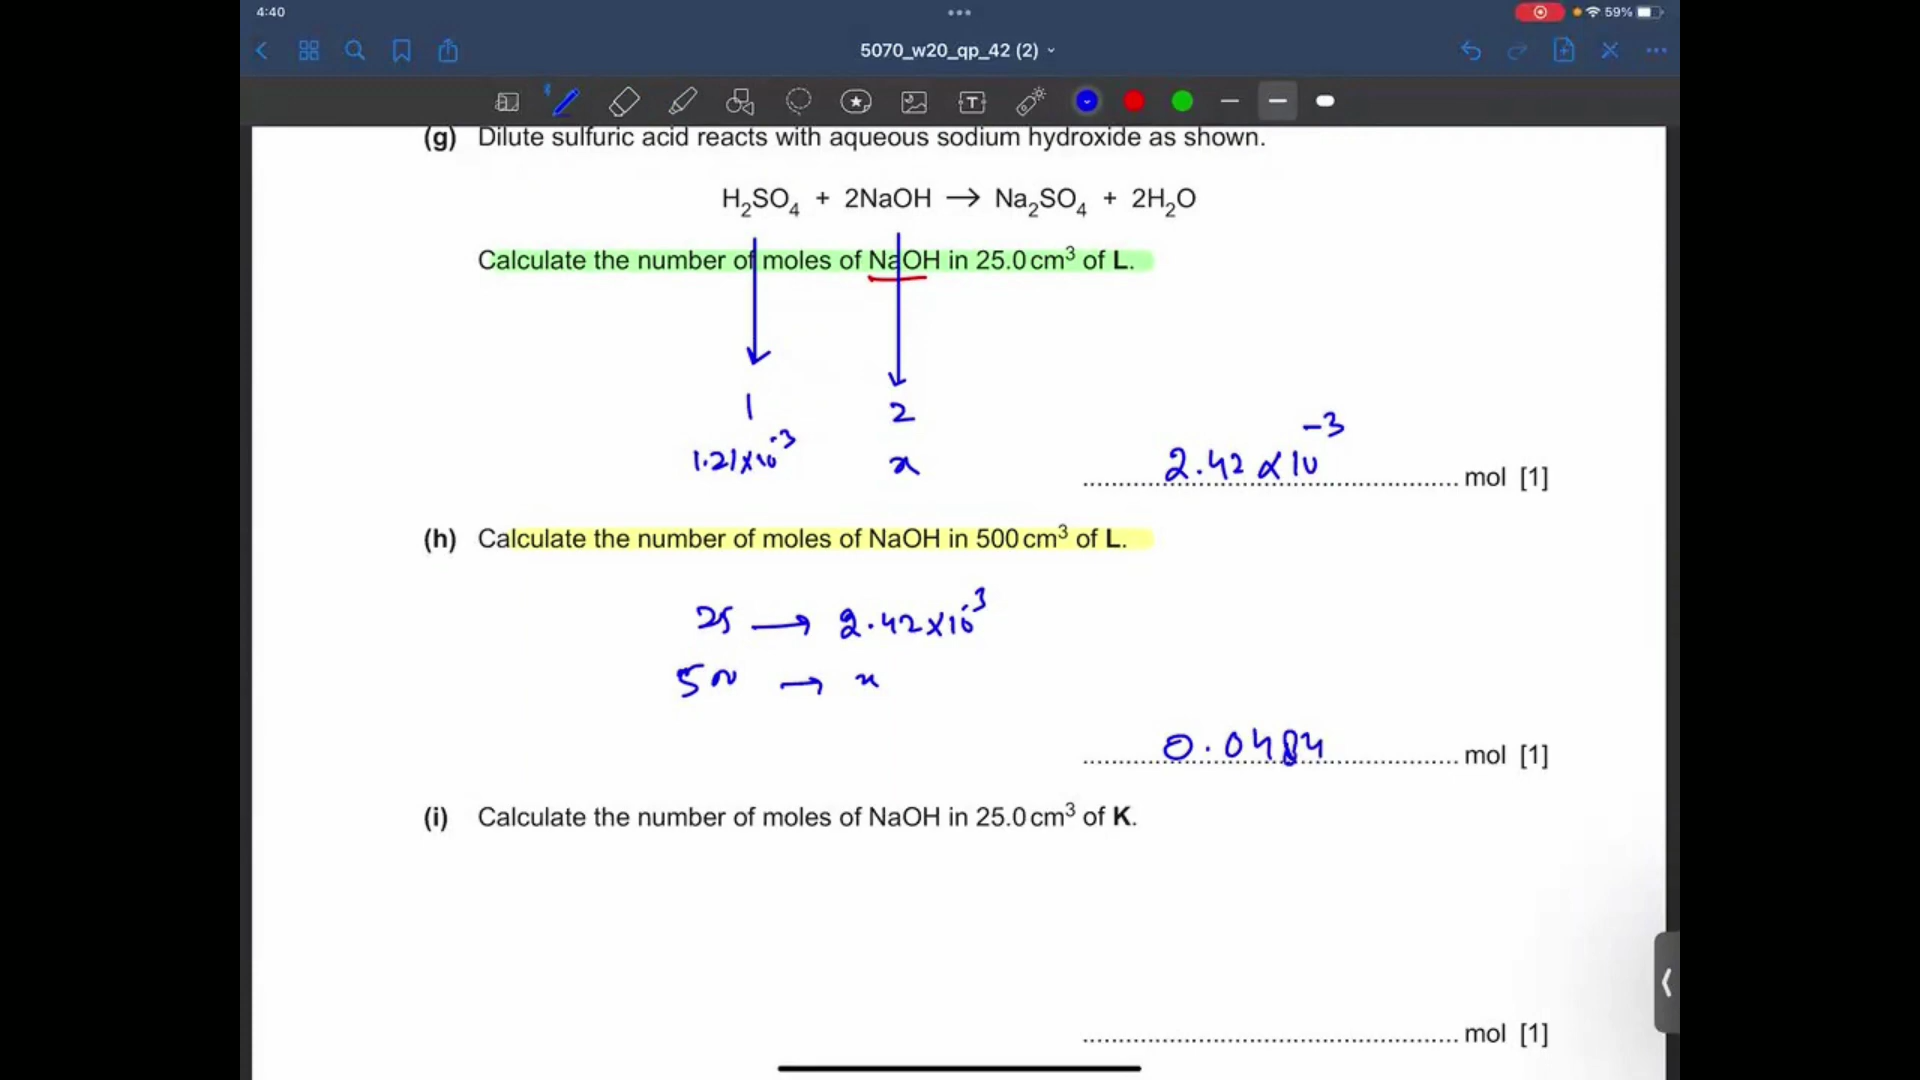 4:40
59%
5070_w20_qp_42 (2)
(g) Dilute sulfuric acid reacts with aqueous sodium hydroxide as shown.
H₂SO₄ + 2NaOH → Na₂SO₄ + 2H₂O
Calculate the number of moles of NaOH in 25.0 cm³ of L.
1 2
1.21×10⁻³ x
2.42 × 10⁻³ mol [1]
(h) Calculate the number of moles of NaOH in 500 cm³ of L.
25 → 2.42×10⁻³
500 → x
0.0484 mol [1]
(i) Calculate the number of moles of NaOH in 25.0 cm³ of K.
mol [1]